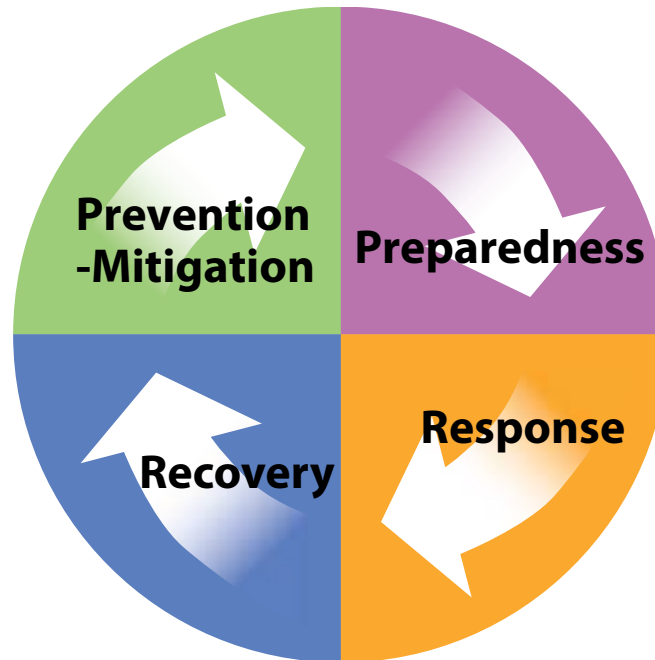 Prevention
-Mitigation
Preparedness
Response
Recovery